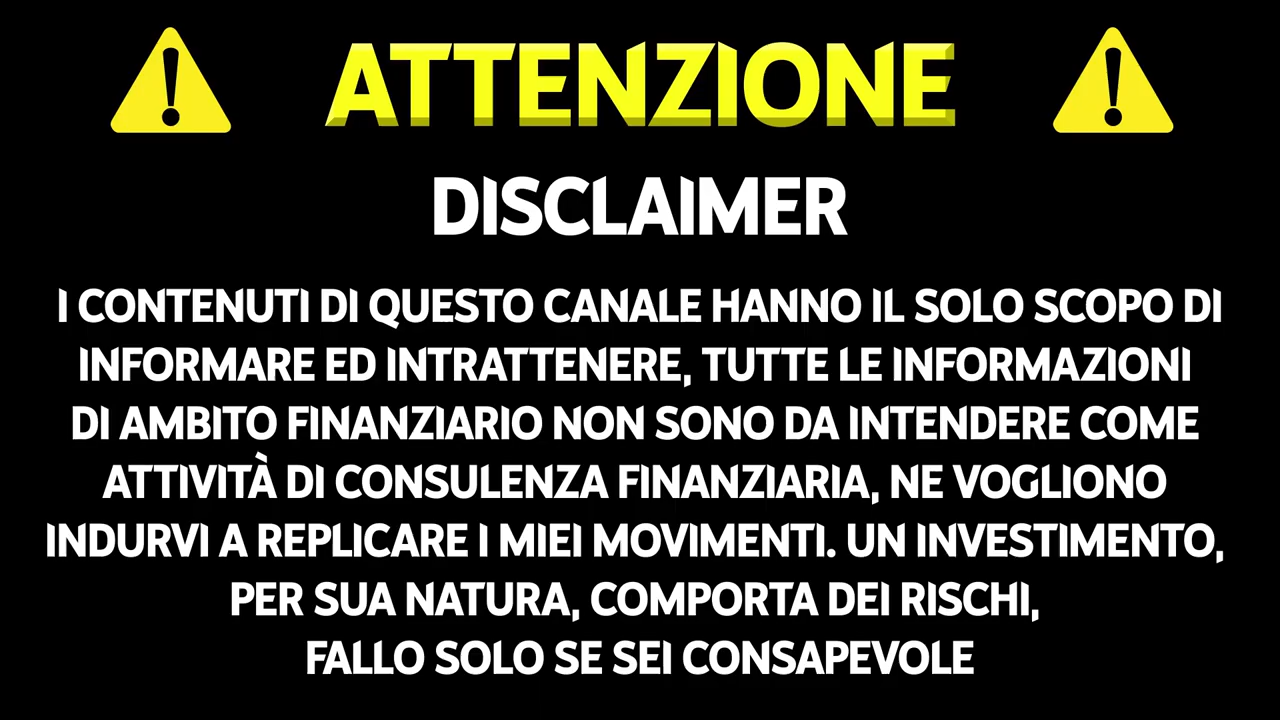 ATTENZIONE
DISCLAIMER
I CONTENUTI DI QUESTO CANALE HANNO IL SOLO SCOPO DI
INFORMARE ED INTRATTENERE, TUTTE LE INFORMAZIONI
DI AMBITO FINANZIARIO NON SONO DA INTENDERE COME
ATTIVITÀ DI CONSULENZA FINANZIARIA, NE VOGLIONO
INDURVI A REPLICARE I MIEI MOVIMENTI. UN INVESTIMENTO,
PER SUA NATURA, COMPORTA DEI RISCHI,
FALLO SOLO SE SEI CONSAPEVOLE